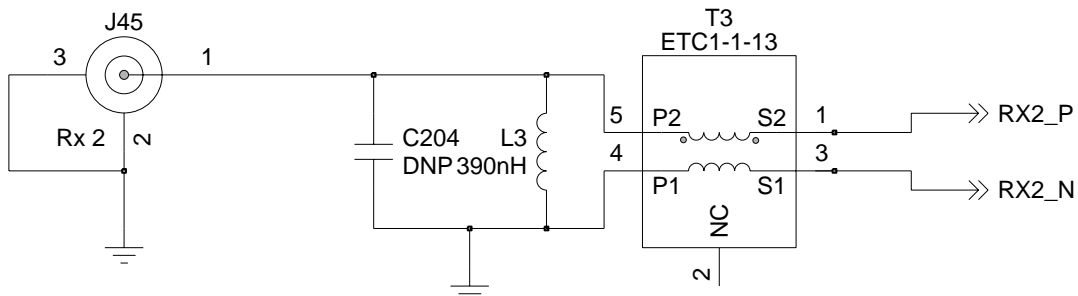 J45
3
1
Rx 2
2
C204
DNP
L3
390nH
T3
ETC1-1-13
5
P2
S2
1
RX2_P
4
P1
S1
3
RX2_N
NC
2